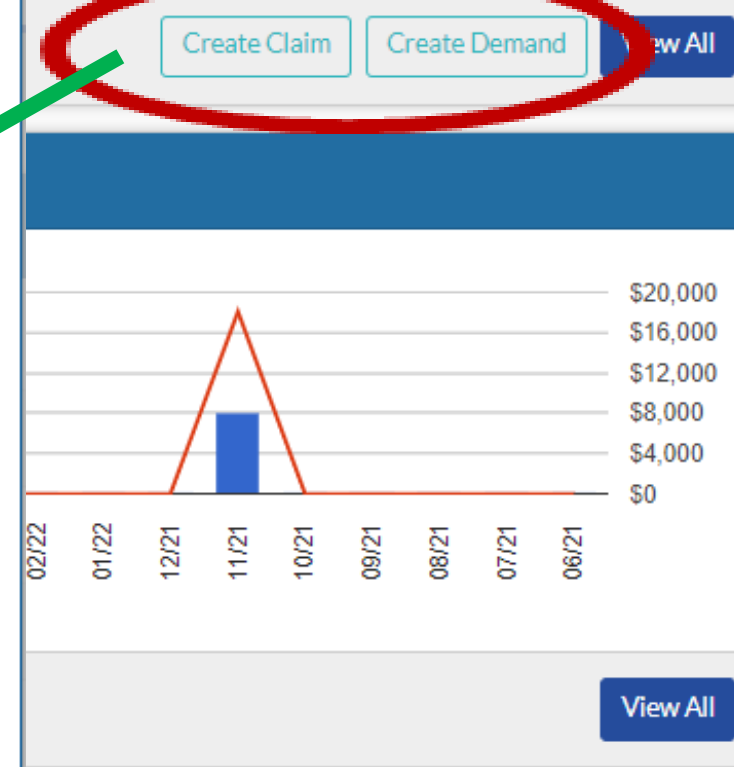 Create Claim Create Demand ew All
$20,000
$16,000
$12,000
$8,000
$4,000
$0
02/22 01/22 12/21 11/21 10/21 09/21 08/21 07/21 06/21
View All